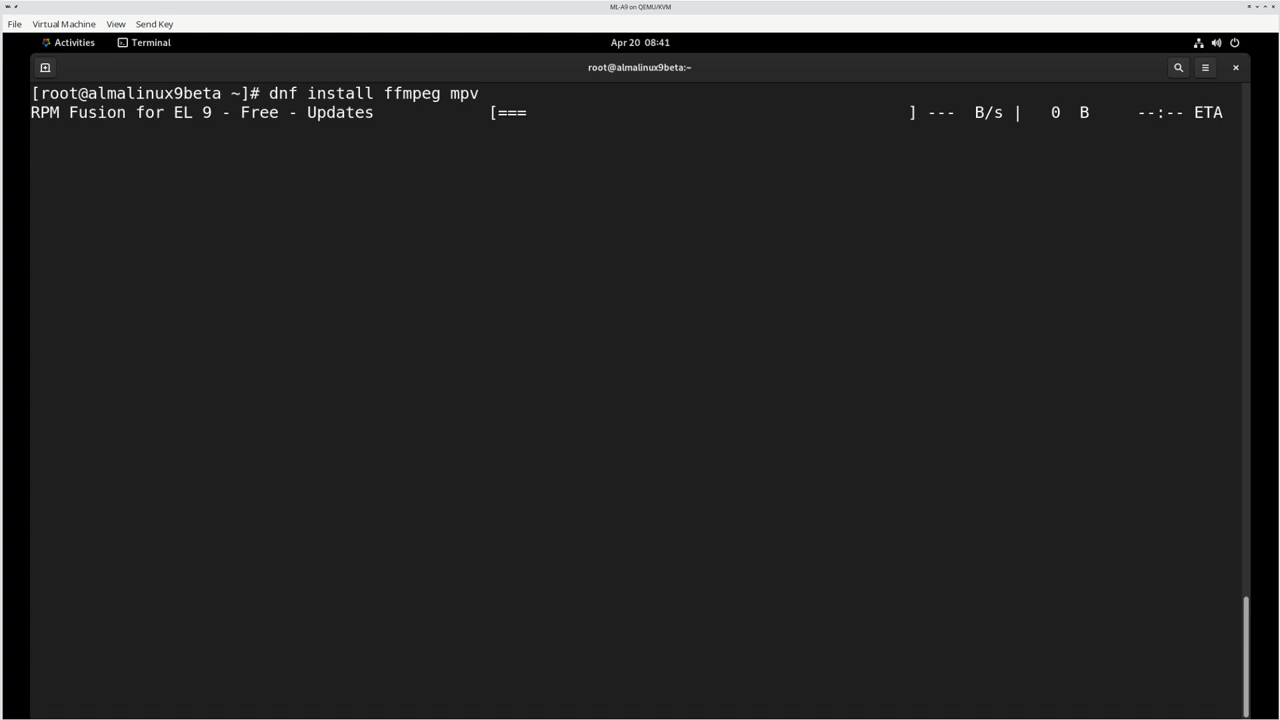 ML-A9 on QEMU/KVM
File Virtual Machine View Send Key
Activities Terminal Apr 20 08:41
root@almalinux9beta:~
[root@almalinux9beta ~]# dnf install ffmpeg mpv
RPM Fusion for EL 9 - Free - Updates [=== ] --- B/s | 0 B --:-- ETA